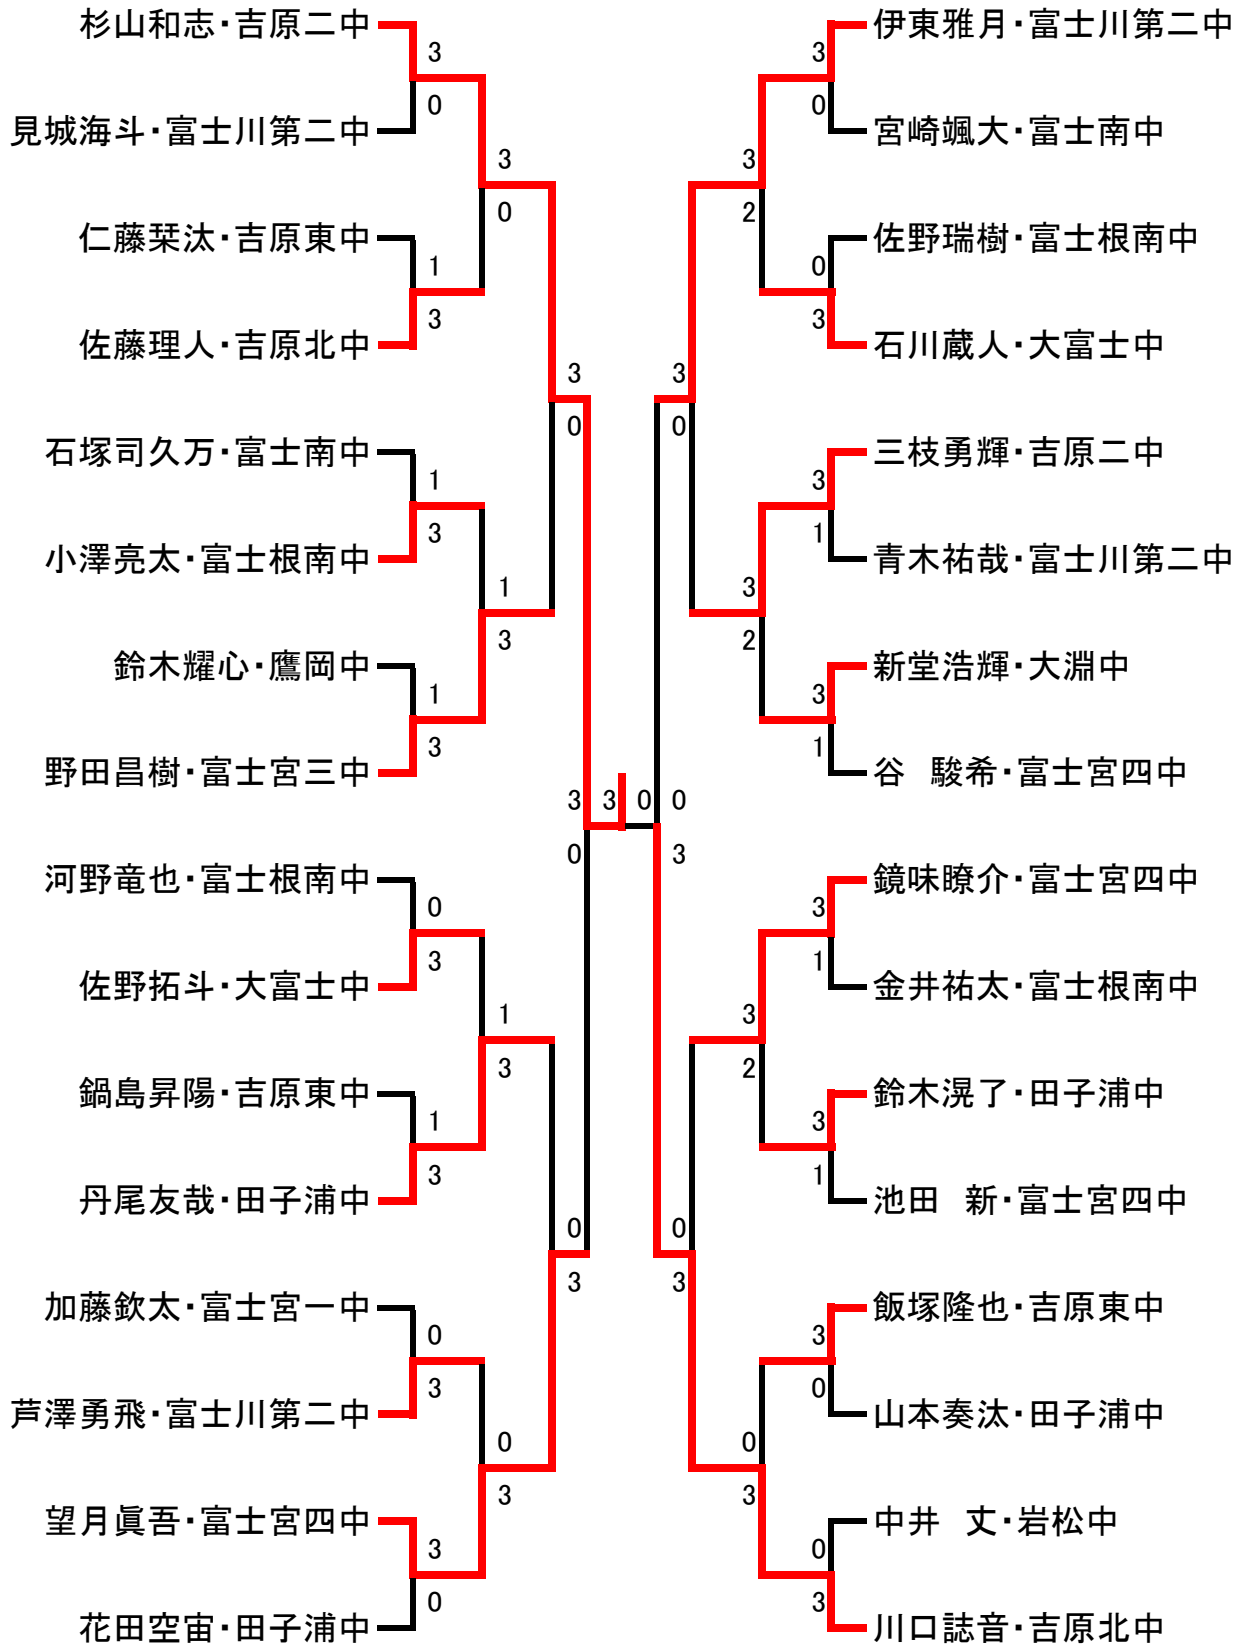 杉山和志・吉原二中
3
0
見城海斗・富士川第二中
3
0
仁藤栞汰・吉原東中
1
3
佐藤理人・吉原北中
3
0
石塚司久万・富士南中
1
3
小澤亮太・富士根南中
1
3
鈴木耀心・鷹岡中
1
3
野田昌樹・富士宮三中
3
0
河野竜也・富士根南中
0
3
佐野拓斗・大富士中
1
3
鍋島昇陽・吉原東中
1
3
丹尾友哉・田子浦中
0
3
加藤欽太・富士宮一中
0
3
芦澤勇飛・富士川第二中
0
3
望月眞吾・富士宮四中
3
0
花田空宙・田子浦中
3 0
伊東雅月・富士川第二中
3
0
宮崎颯大・富士南中
3
2
佐野瑞樹・富士根南中
0
3
石川蔵人・大富士中
3
0
三枝勇輝・吉原二中
3
1
青木祐哉・富士川第二中
3
2
新堂浩輝・大淵中
3
1
谷 駿希・富士宮四中
0
3
鏡味瞭介・富士宮四中
3
1
金井祐太・富士根南中
3
2
鈴木滉了・田子浦中
3
1
池田 新・富士宮四中
0
3
飯塚隆也・吉原東中
3
0
山本奏汰・田子浦中
0
3
中井 丈・岩松中
0
3
川口誌音・吉原北中